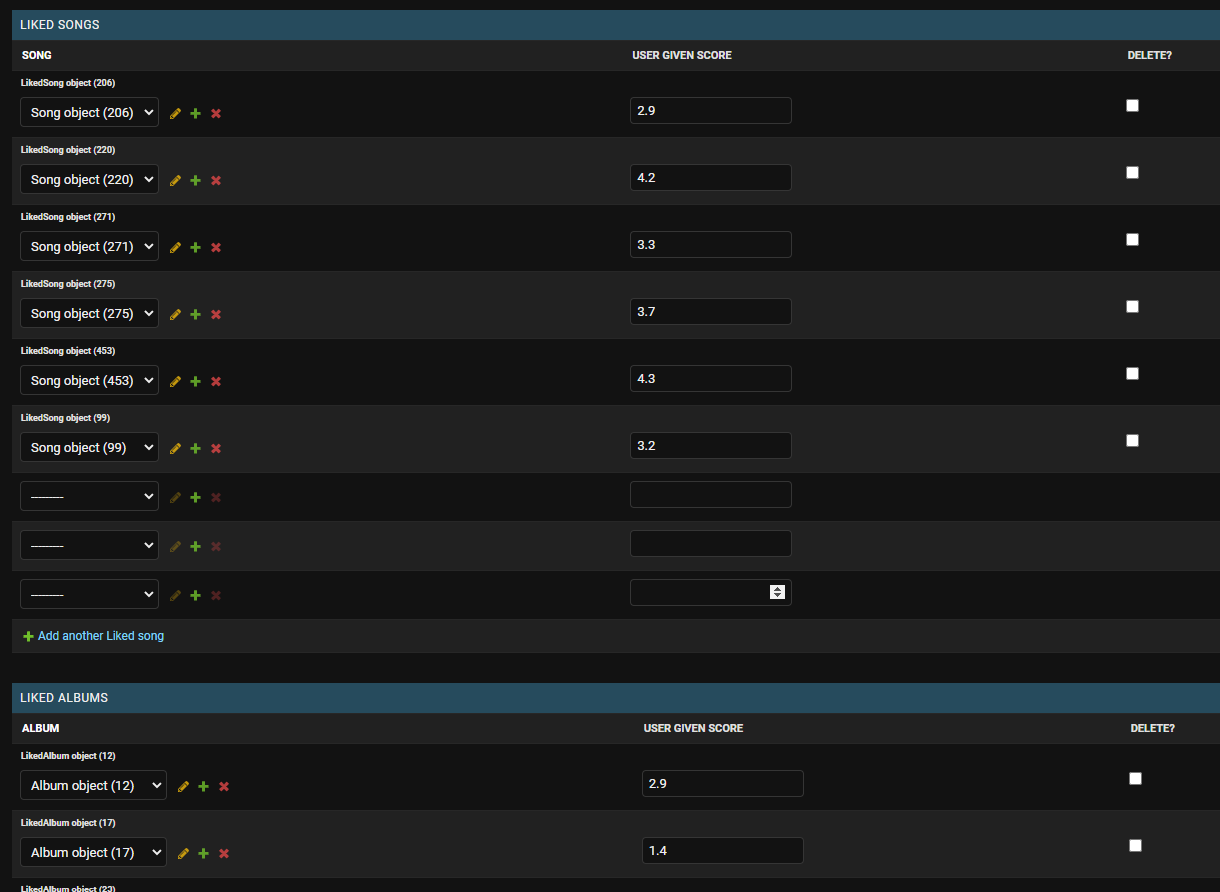 LIKED SONGS
SONG USER GIVEN SCORE DELETE?
LikedSong object (206)
Song object (206) 2.9
LikedSong object (220)
Song object (220) 4.2
LikedSong object (271)
Song object (271) 3.3
LikedSong object (275)
Song object (275) 3.7
LikedSong object (453)
Song object (453) 4.3
LikedSong object (99)
Song object (99) 3.2
---------
---------
---------
Add another Liked song
LIKED ALBUMS
ALBUM USER GIVEN SCORE DELETE?
LikedAlbum object (12)
Album object (12) 2.9
LikedAlbum object (17)
Album object (17) 1.4
LikedAlbum object (23)